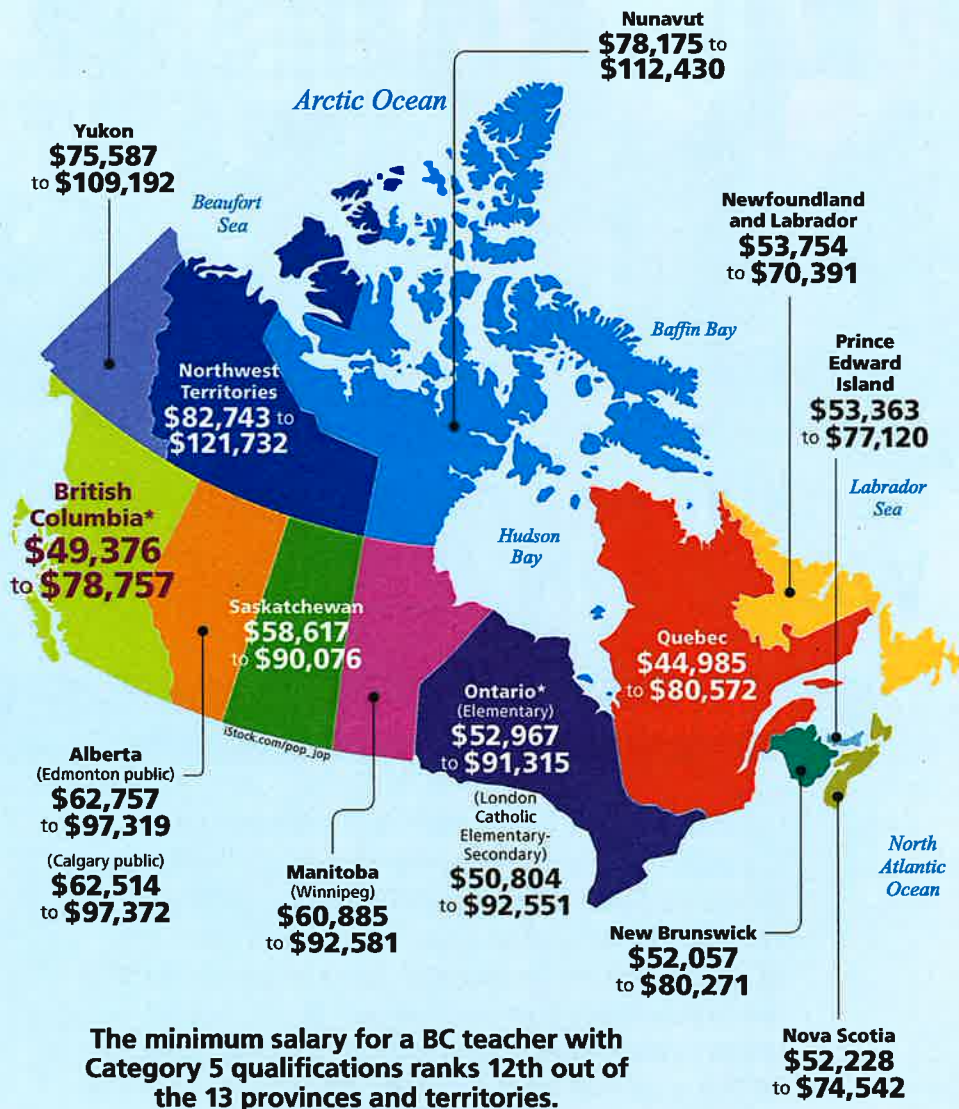 Nunavut
$78,175 to
$112,430
Arctic Ocean
Yukon
$75,587
to $109,192
Beaufort
Sea
Newfoundland
and Labrador
$53,754
to $70,391
Baffin Bay
Prince
Edward
Island
$53,363
to $77,120
Northwest
Territories
$82,743 to
$121,732
Labrador
Sea
British
Columbia*
$49,376
to $78,757
Hudson
Bay
Saskatchewan
$58,617
to $90,076
Quebec
$44,985
to $80,572
Ontario*
(Elementary)
$52,967
to $91,315
(London
Catholic
Elementary-
Secondary)
$50,804
to $92,551
iStock.com/pop_jop
Alberta
(Edmonton public)
$62,757
to $97,319
(Calgary public)
$62,514
to $97,372
Manitoba
(Winnipeg)
$60,885
to $92,581
North
Atlantic
Ocean
New Brunswick
$52,057
to $80,271
Nova Scotia
$52,228
to $74,542
The minimum salary for a BC teacher with
Category 5 qualifications ranks 12th out of
the 13 provinces and territories.